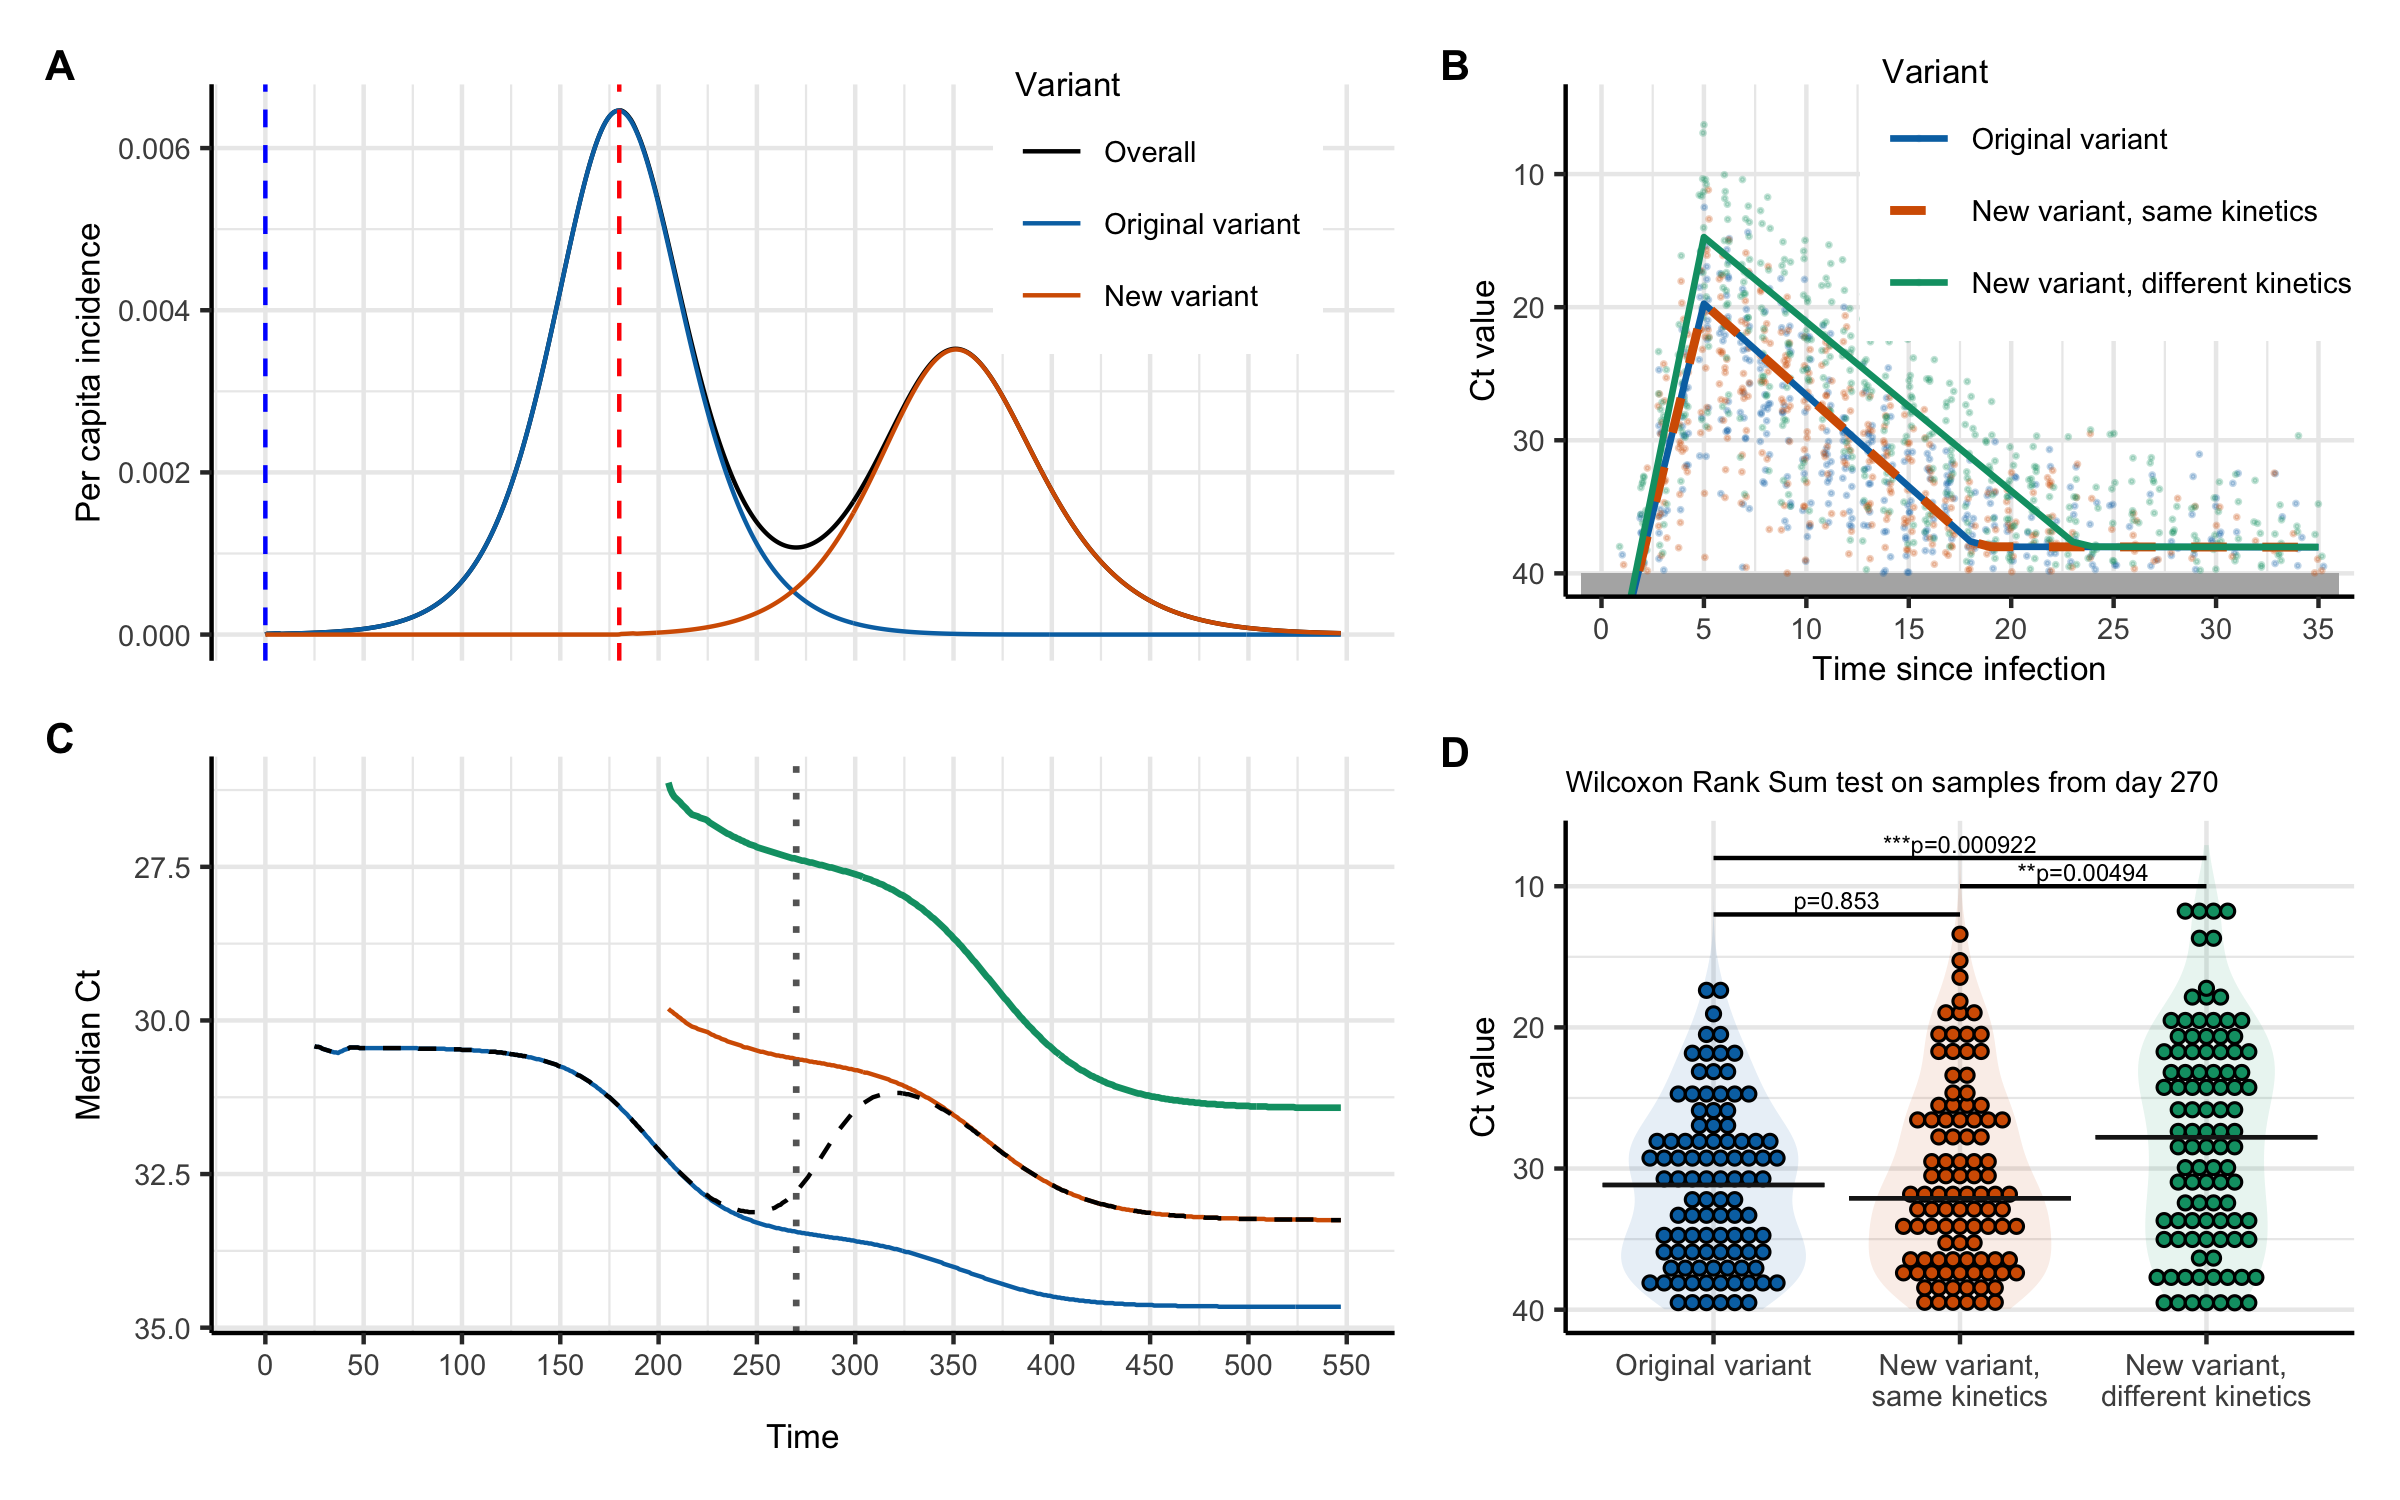 A
Variant
Overall
Original variant
New variant
Per capita incidence
0.006
0.004
0.002
0.000
B
Variant
Original variant
New variant, same kinetics
New variant, different kinetics
Ct value
10
20
30
40
0 5 10 15 20 25 30 35
Time since infection
C
Median Ct
27.5
30.0
32.5
35.0
0 50 100 150 200 250 300 350 400 450 500 550
Time
D
Wilcoxon Rank Sum test on samples from day 270
***p=0.000922
**p=0.00494
p=0.853
Ct value
10
20
30
40
Original variant
New variant,
same kinetics
New variant,
different kinetics